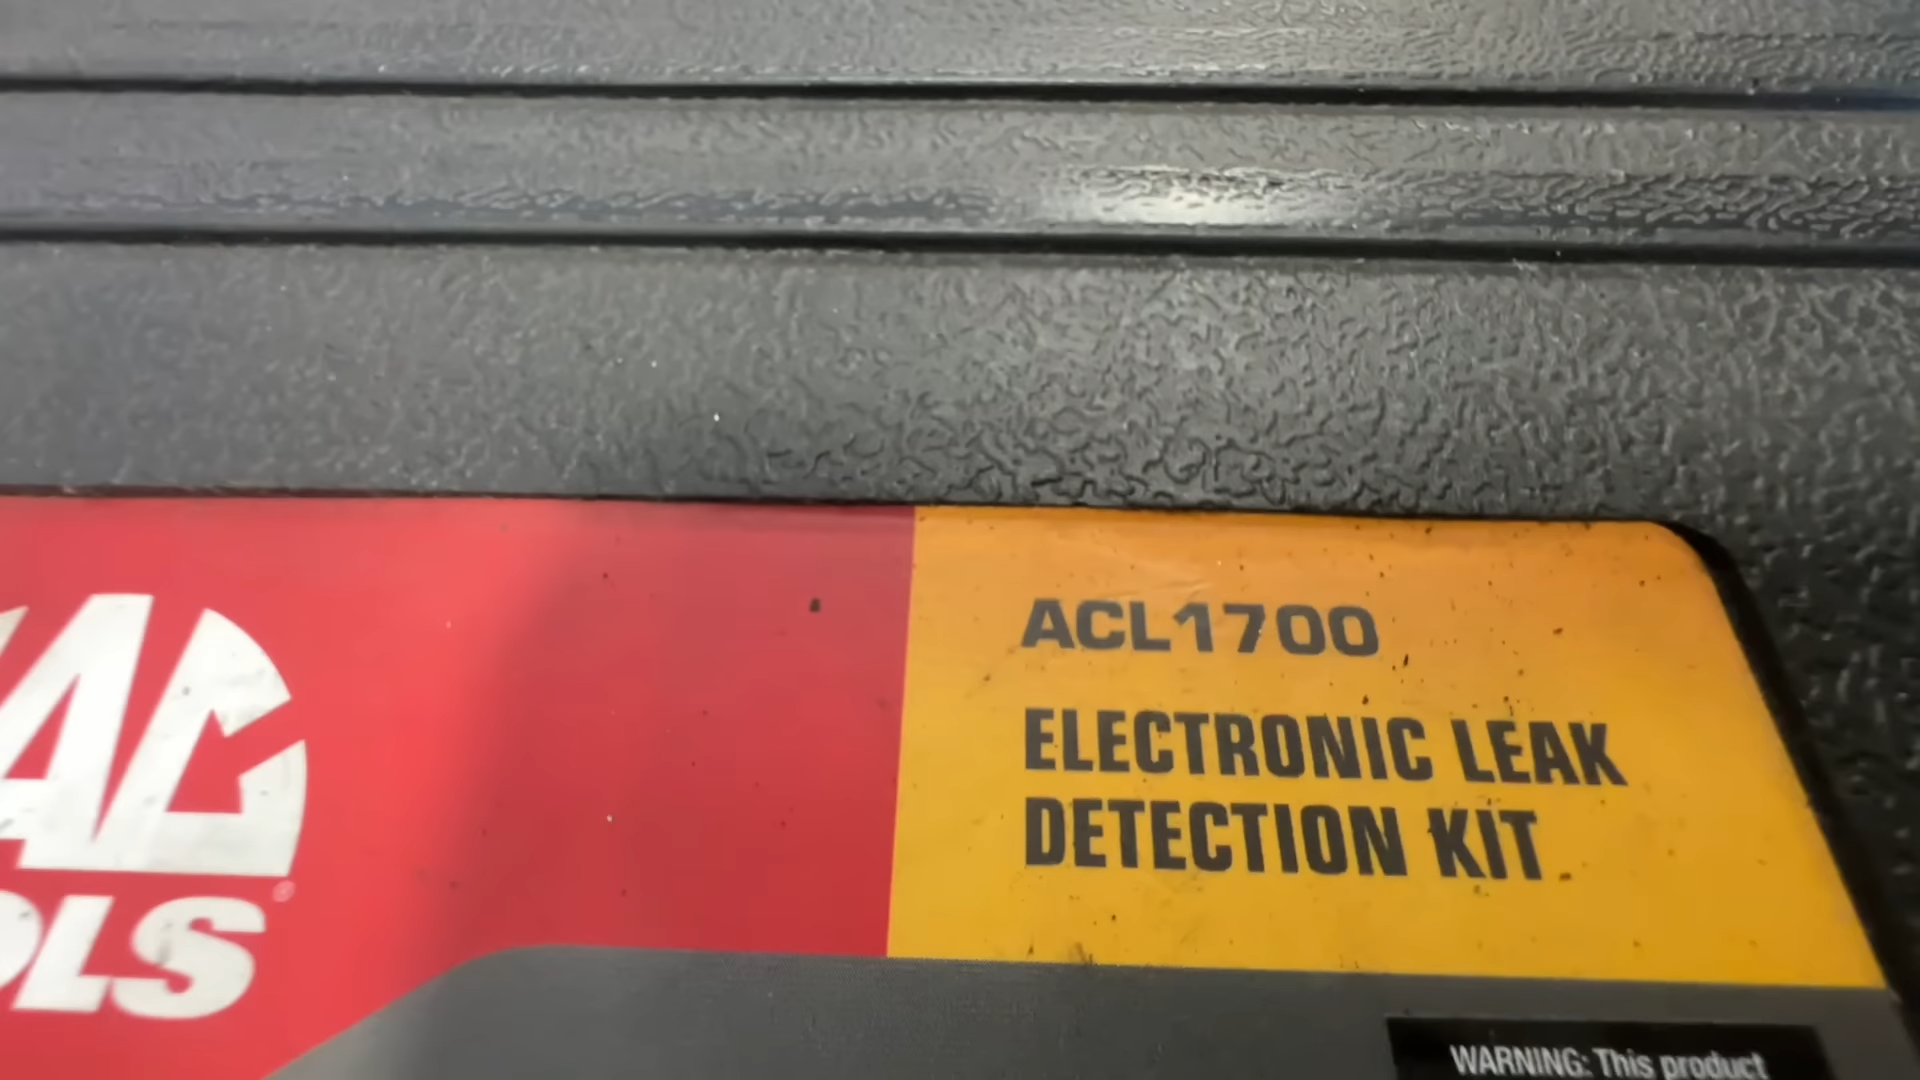 ACL1700
ELECTRONIC LEAK
DETECTION KIT
WARNING: This product